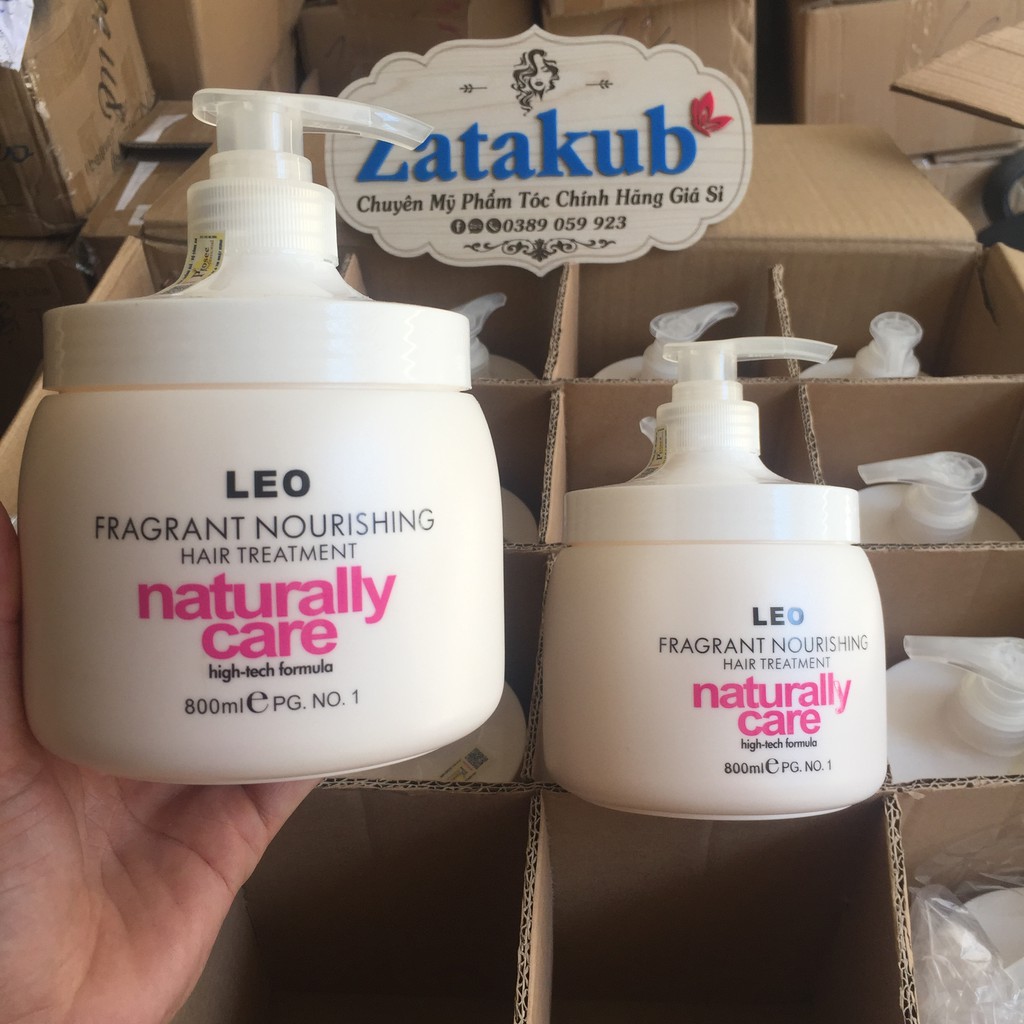 Zatakub
Chuyên Mỹ Phẩm Tóc Chính Hãng Giá Sỉ
0389 059 923
LEO
FRAGRANT NOURISHING
HAIR TREATMENT
naturally
care
high-tech formula
800ml℮ PG. NO. 1
LEO
FRAGRANT NOURISHING
HAIR TREATMENT
naturally
care
high-tech formula
800ml℮ PG. NO. 1